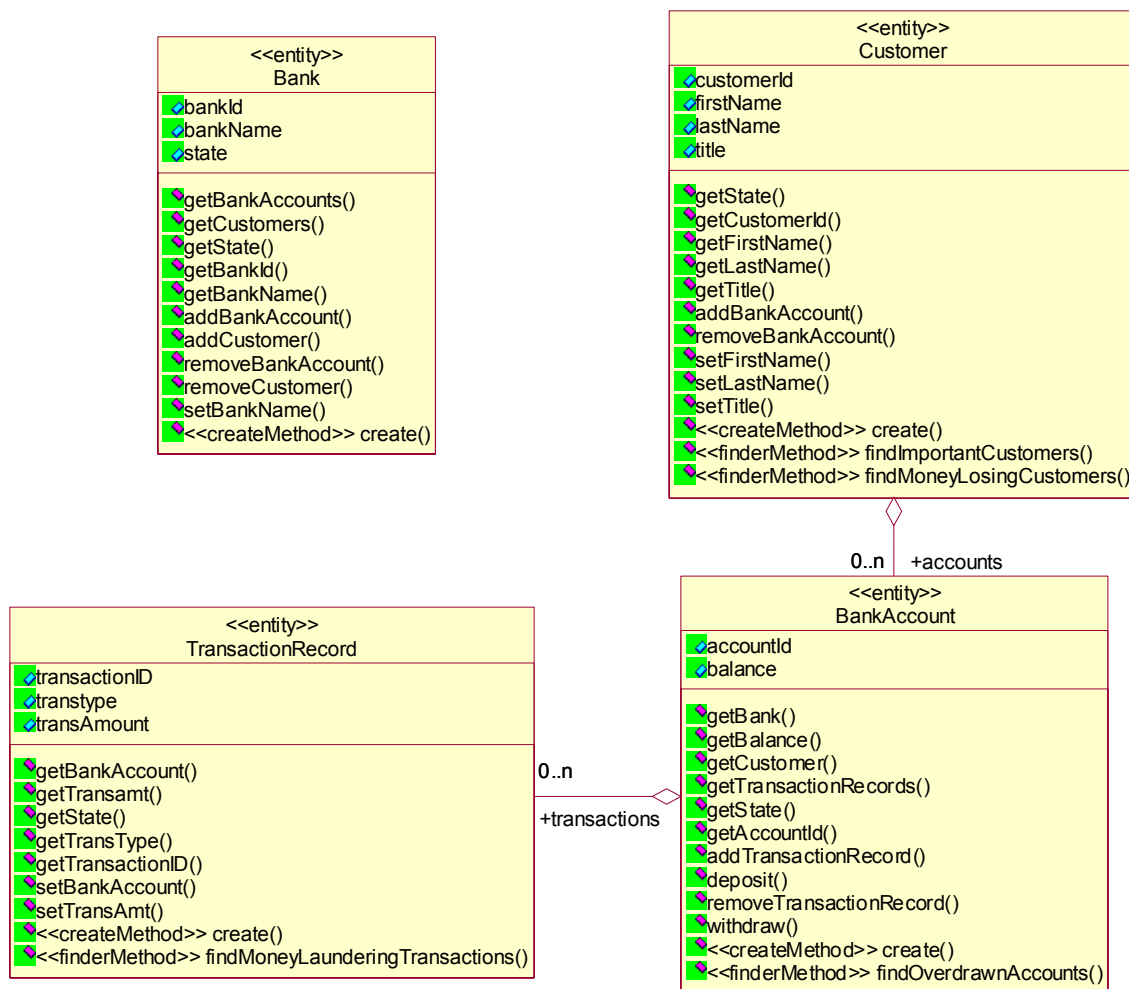 <<entity>>
Bank
bankId
bankName
state
getBankAccounts()
getCustomers()
getState()
getBankId()
getBankName()
addBankAccount()
addCustomer()
removeBankAccount()
removeCustomer()
setBankName()
<<createMethod>> create()
<<entity>>
Customer
customerId
firstName
lastName
title
getState()
getCustomerId()
getFirstName()
getLastName()
getTitle()
addBankAccount()
removeBankAccount()
setFirstName()
setLastName()
setTitle()
<<createMethod>> create()
<<finderMethod>> findImportantCustomers()
<<finderMethod>> findMoneyLosingCustomers()
0..n +accounts
<<entity>>
TransactionRecord
transactionID
transtype
transAmount
getBankAccount()
getTransamt()
getState()
getTransType()
getTransactionID()
setBankAccount()
setTransAmt()
<<createMethod>> create()
<<finderMethod>> findMoneyLaunderingTransactions()
0..n
+transactions
<<entity>>
BankAccount
accountId
balance
getBank()
getBalance()
getCustomer()
getTransactionRecords()
getState()
getAccountId()
addTransactionRecord()
deposit()
removeTransactionRecord()
withdraw()
<<createMethod>> create()
<<finderMethod>> findOverdrawnAccounts()